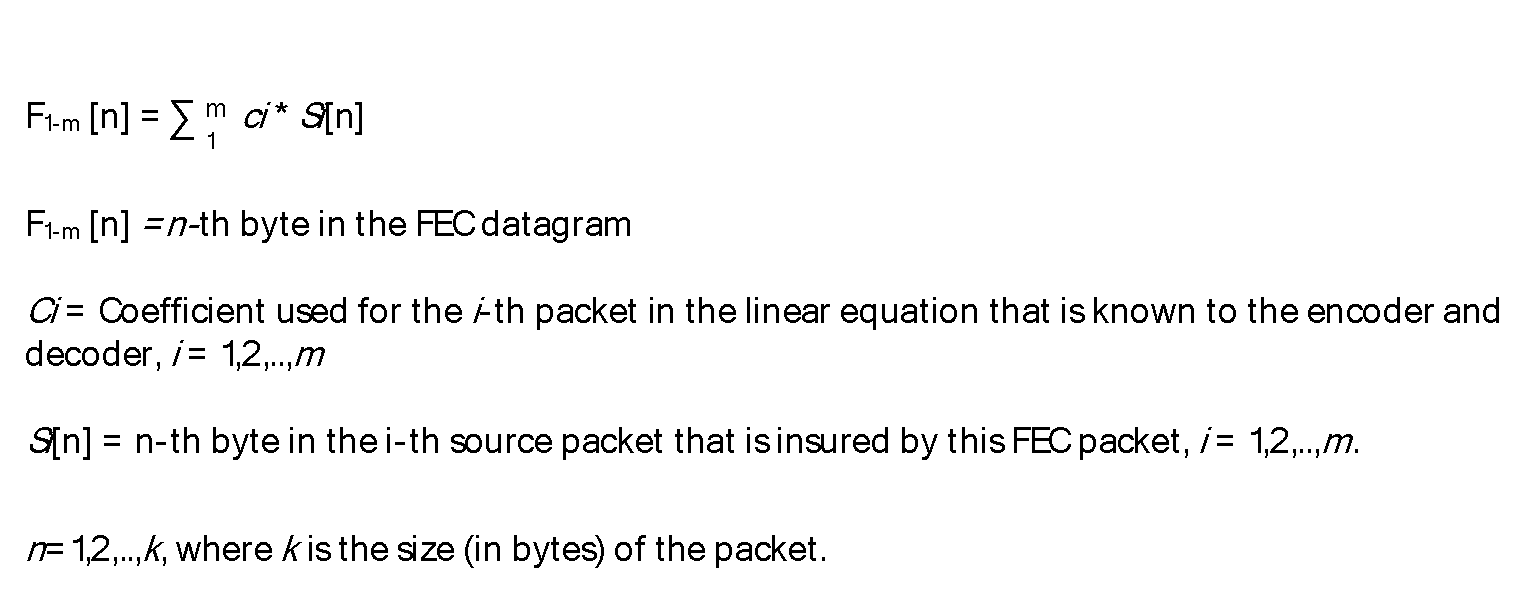 F1-m [n] = ∑ m 1 ci * Si[n]
F1-m [n] =n-th byte in the FEC datagram
Ci = Coefficient used for the i-th packet in the linear equation that is known to the encoder and
decoder, i = 1,2,..,m
Si[n] = n-th byte in the i-th source packet that is insured by this FEC packet, i = 1,2,..,m.
n= 1,2,..,k, where k is the size (in bytes) of the packet.